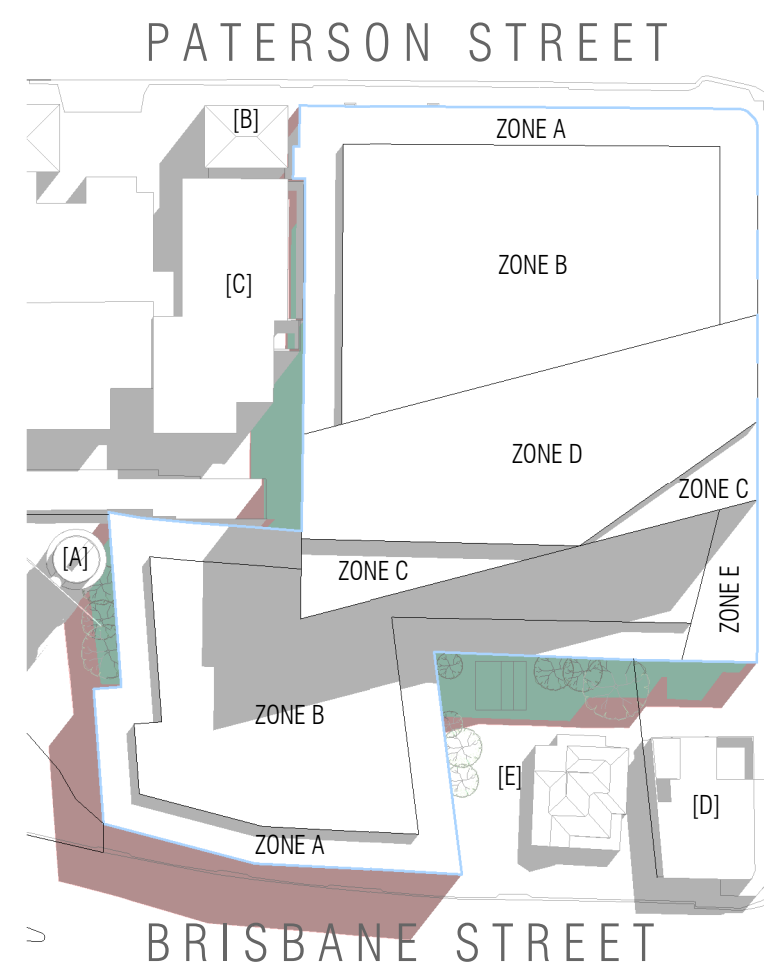 PATERSON STREET
[B]
ZONE A
ZONE B
[C]
ZONE D
ZONE C
[A]
ZONE C
ZONE E
ZONE B
[E]
[D]
ZONE A
BRISBANE STREET